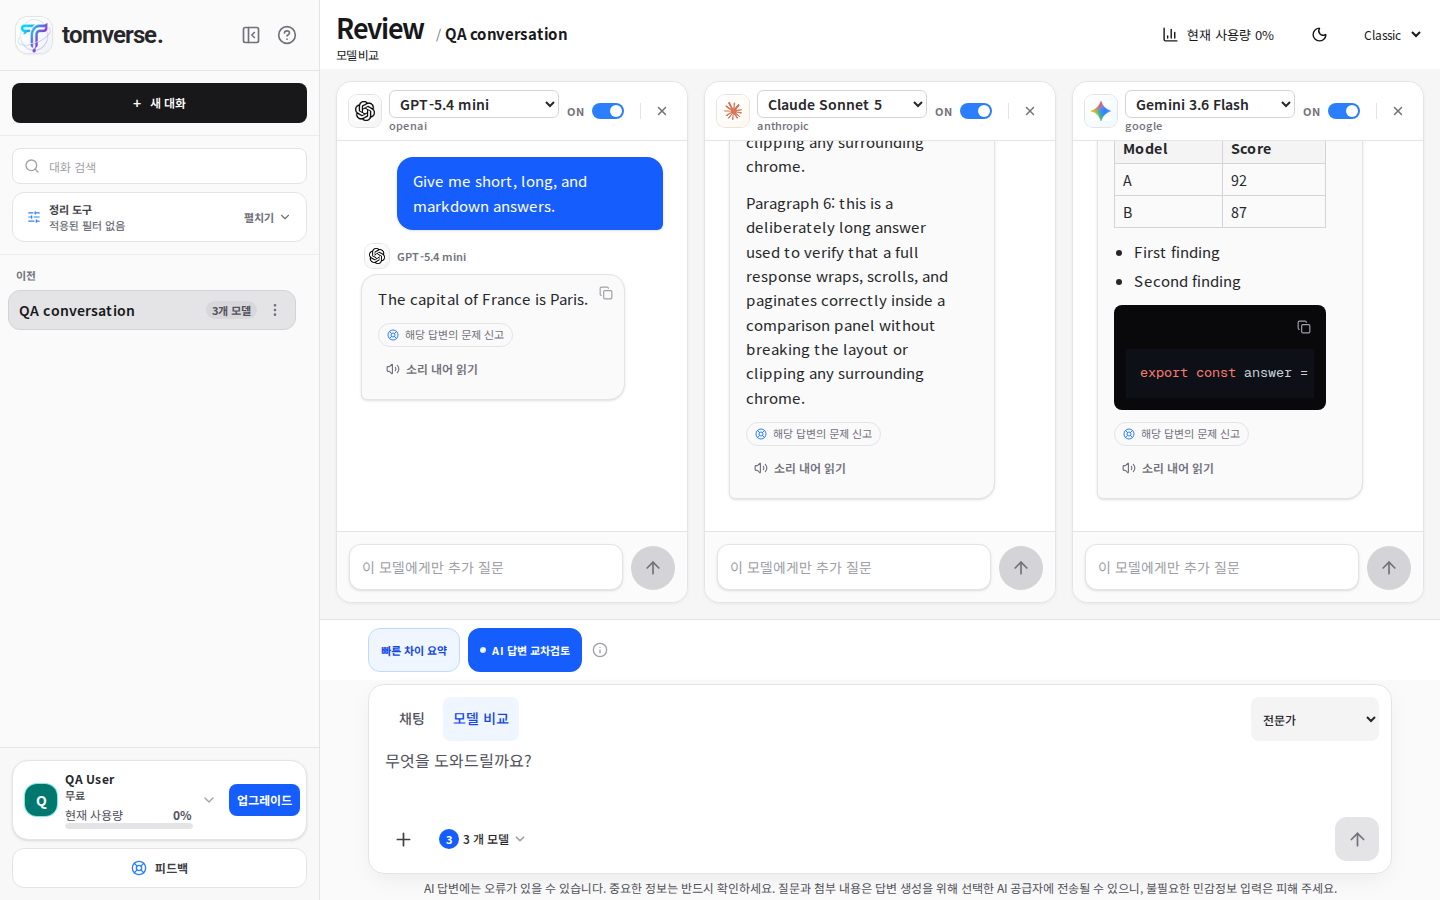 tomverse.
+ 새 대화
대화 검색
정리 도구
적용된 필터 없음
펼치기
이전
QA conversation
3개 모델
Q
QA User
무료
현재 사용량 0%
업그레이드
피드백
Review / QA conversation
모델비교
현재 사용량 0%
Classic
GPT-5.4 mini
openai
ON
Give me short, long, and
markdown answers.
GPT-5.4 mini
The capital of France is Paris.
해당 답변의 문제 신고
소리 내어 읽기
이 모델에게만 추가 질문
Claude Sonnet 5
anthropic
ON
clipping any surrounding
chrome.
Paragraph 6: this is a
deliberately long answer
used to verify that a full
response wraps, scrolls, and
paginates correctly inside a
comparison panel without
breaking the layout or
clipping any surrounding
chrome.
해당 답변의 문제 신고
소리 내어 읽기
이 모델에게만 추가 질문
Gemini 3.6 Flash
google
ON
Model Score
A 92
B 87
First finding
Second finding
export const answer =
해당 답변의 문제 신고
소리 내어 읽기
이 모델에게만 추가 질문
빠른 차이 요약
AI 답변 교차검토
채팅
모델 비교
전문가
무엇을 도와드릴까요?
3 3 개 모델
AI 답변에는 오류가 있을 수 있습니다. 중요한 정보는 반드시 확인하세요. 질문과 첨부 내용은 답변 생성을 위해 선택한 AI 공급자에 전송될 수 있으니, 불필요한 민감정보 입력은 피해 주세요.